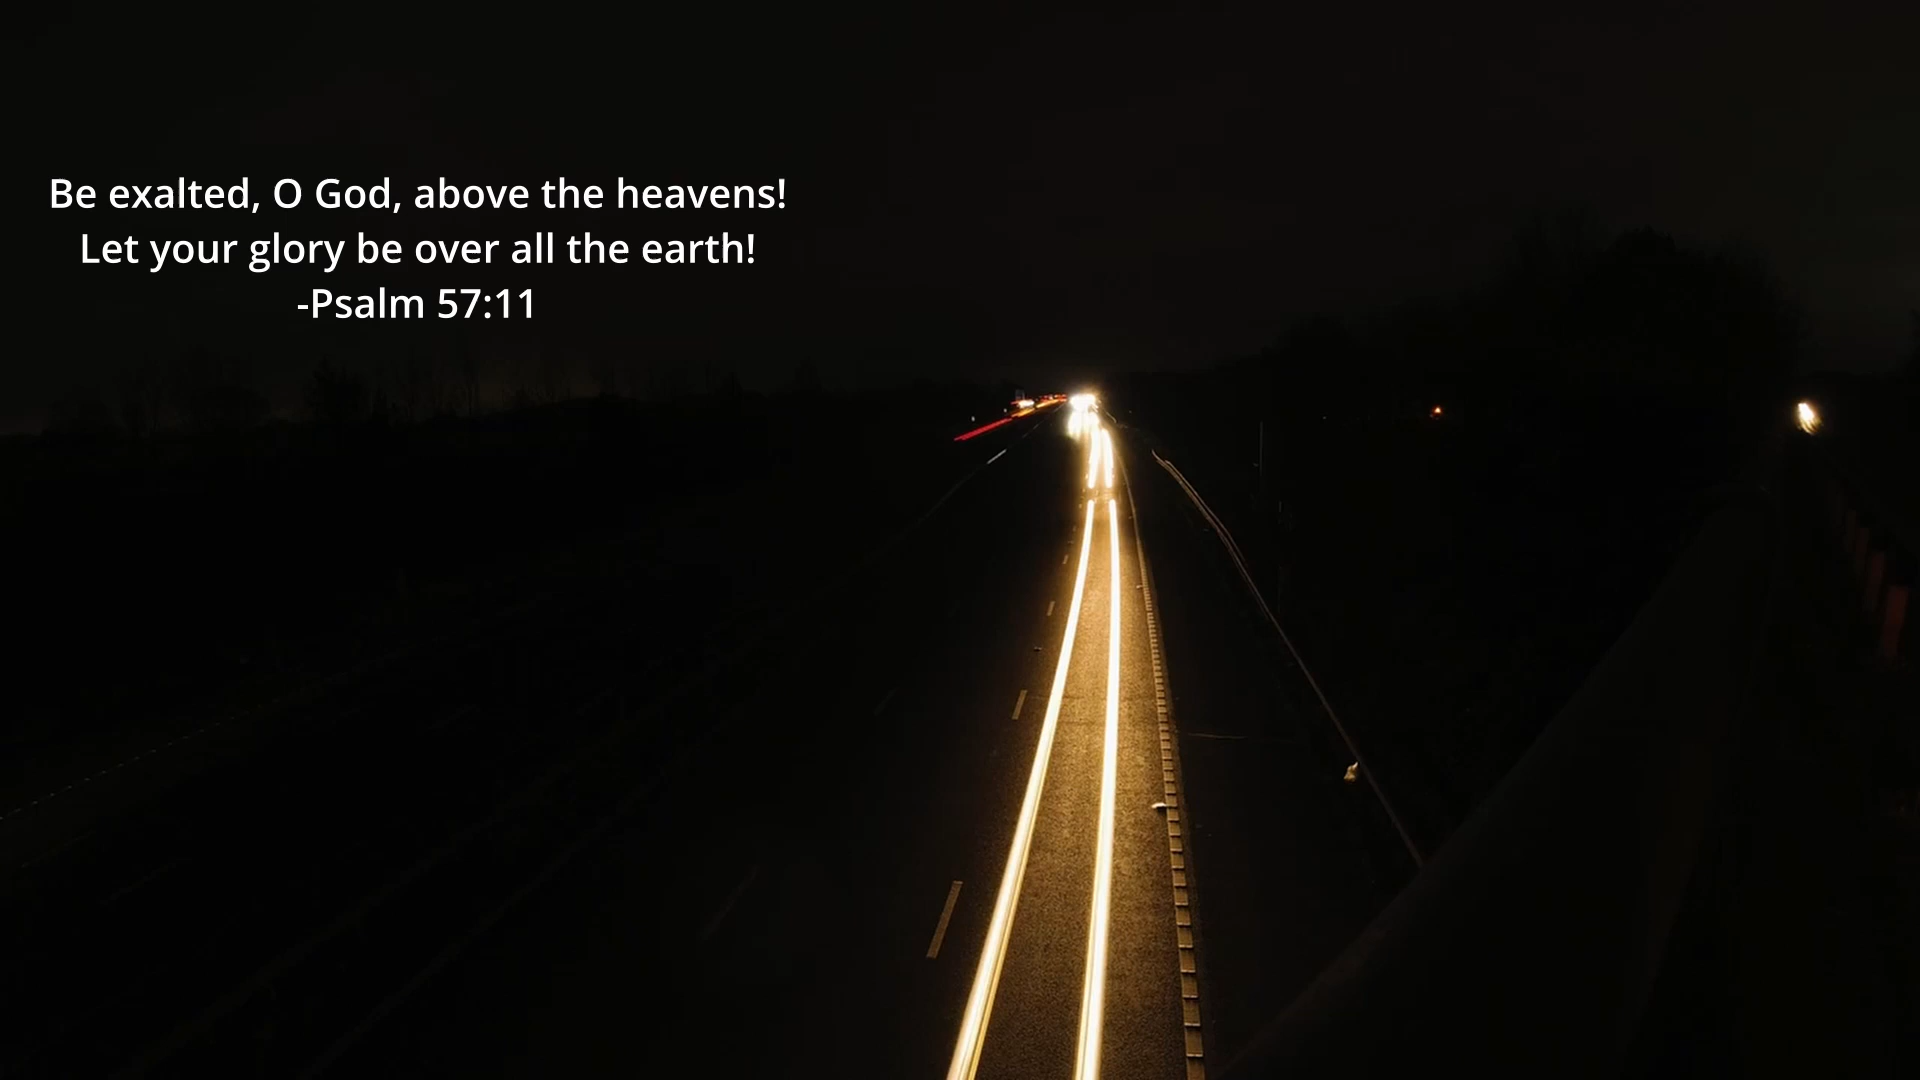 Be exalted, O God, above the heavens!
Let your glory be over all the earth!
-Psalm 57:11